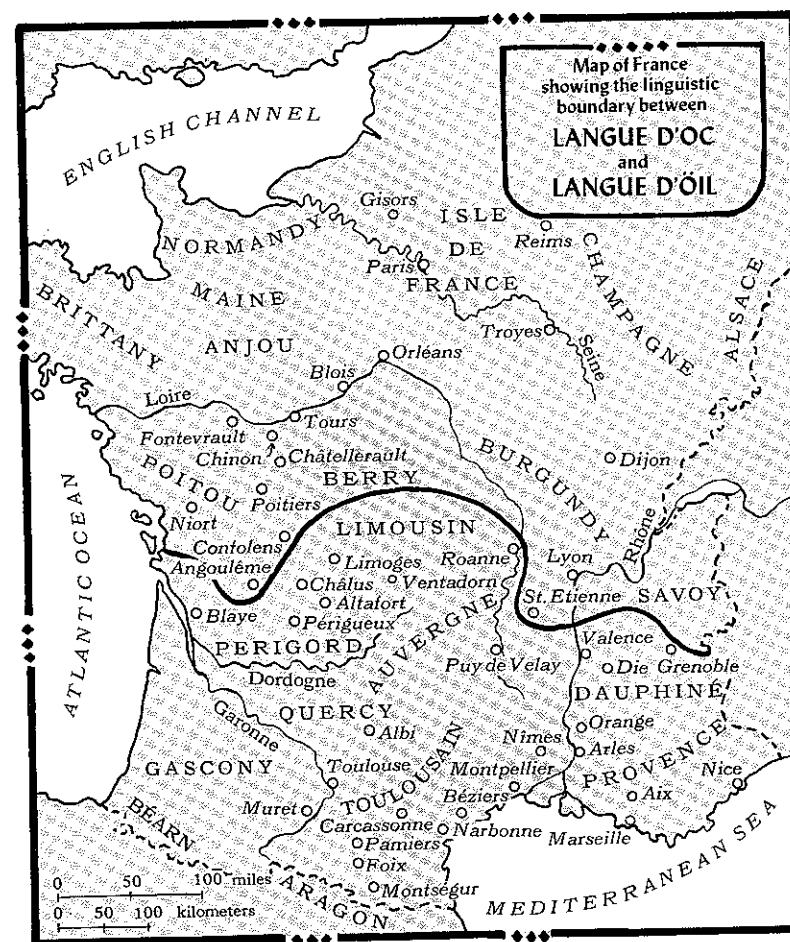 Map of France
showing the linguistic
boundary between
LANGUE D'OC
and
LANGUE D'ÖIL
ENGLISH CHANNEL
Gisors
ISLE
DE
FRANCE
Reims
NORMANDY
Paris
CHAMPAGNE
MAINE
ALSACE
BRITTANY
ANJOU
Troyes
Seine
Orléans
Blois
Loire
Tours
Fontevrault
Chinon
Châtellerault
BURGUNDY
Dijon
POITOU
BERRY
Poitiers
Niort
ATLANTIC OCEAN
LIMOUSIN
Confolens
Roanne
Lyon
Rhône
Angoulême
Limoges
Châlus
Ventadorn
St. Etienne
SAVOY
Altafort
Blaye
Périgueux
AUVERGNE
Valence
PERIGORD
Puy de Velay
Die
Grenoble
Dordogne
DAUPHINÉ
QUERCY
Garonne
Albi
Orange
Nîmes
Arles
GASCONY
Toulouse
TOULOUSAIN
Montpellier
PROVENCE
Nice
Muret
Béziers
Aix
BÉARN
Carcassonne
Narbonne
Marseille
Pamiers
Foix
MEDITERRANEAN SEA
ARAGON
Montségur
0 50 100 miles
0 50 100 kilometers